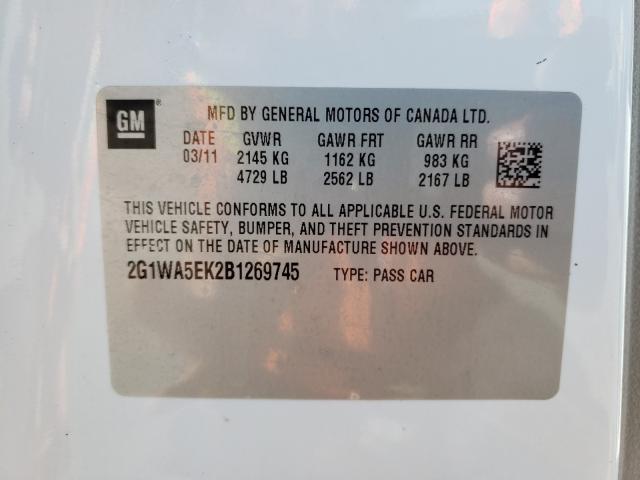 GM
MFD BY GENERAL MOTORS OF CANADA LTD.
DATE GVWR GAWR FRT GAWR RR
03/11 2145 KG 1162 KG 983 KG
4729 LB 2562 LB 2167 LB
THIS VEHICLE CONFORMS TO ALL APPLICABLE U.S. FEDERAL MOTOR
VEHICLE SAFETY, BUMPER, AND THEFT PREVENTION STANDARDS IN
EFFECT ON THE DATE OF MANUFACTURE SHOWN ABOVE.
2G1WA5EK2B1269745 TYPE: PASS CAR